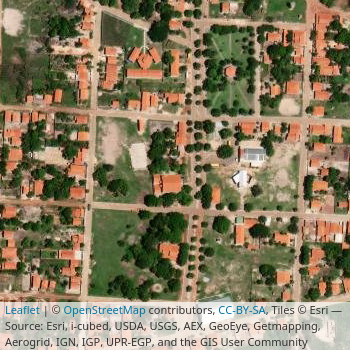 Leaflet | © OpenStreetMap contributors, CC-BY-SA, Tiles © Esri —
Source: Esri, i-cubed, USDA, USGS, AEX, GeoEye, Getmapping,
Aerogrid, IGN, IGP, UPR-EGP, and the GIS User Community